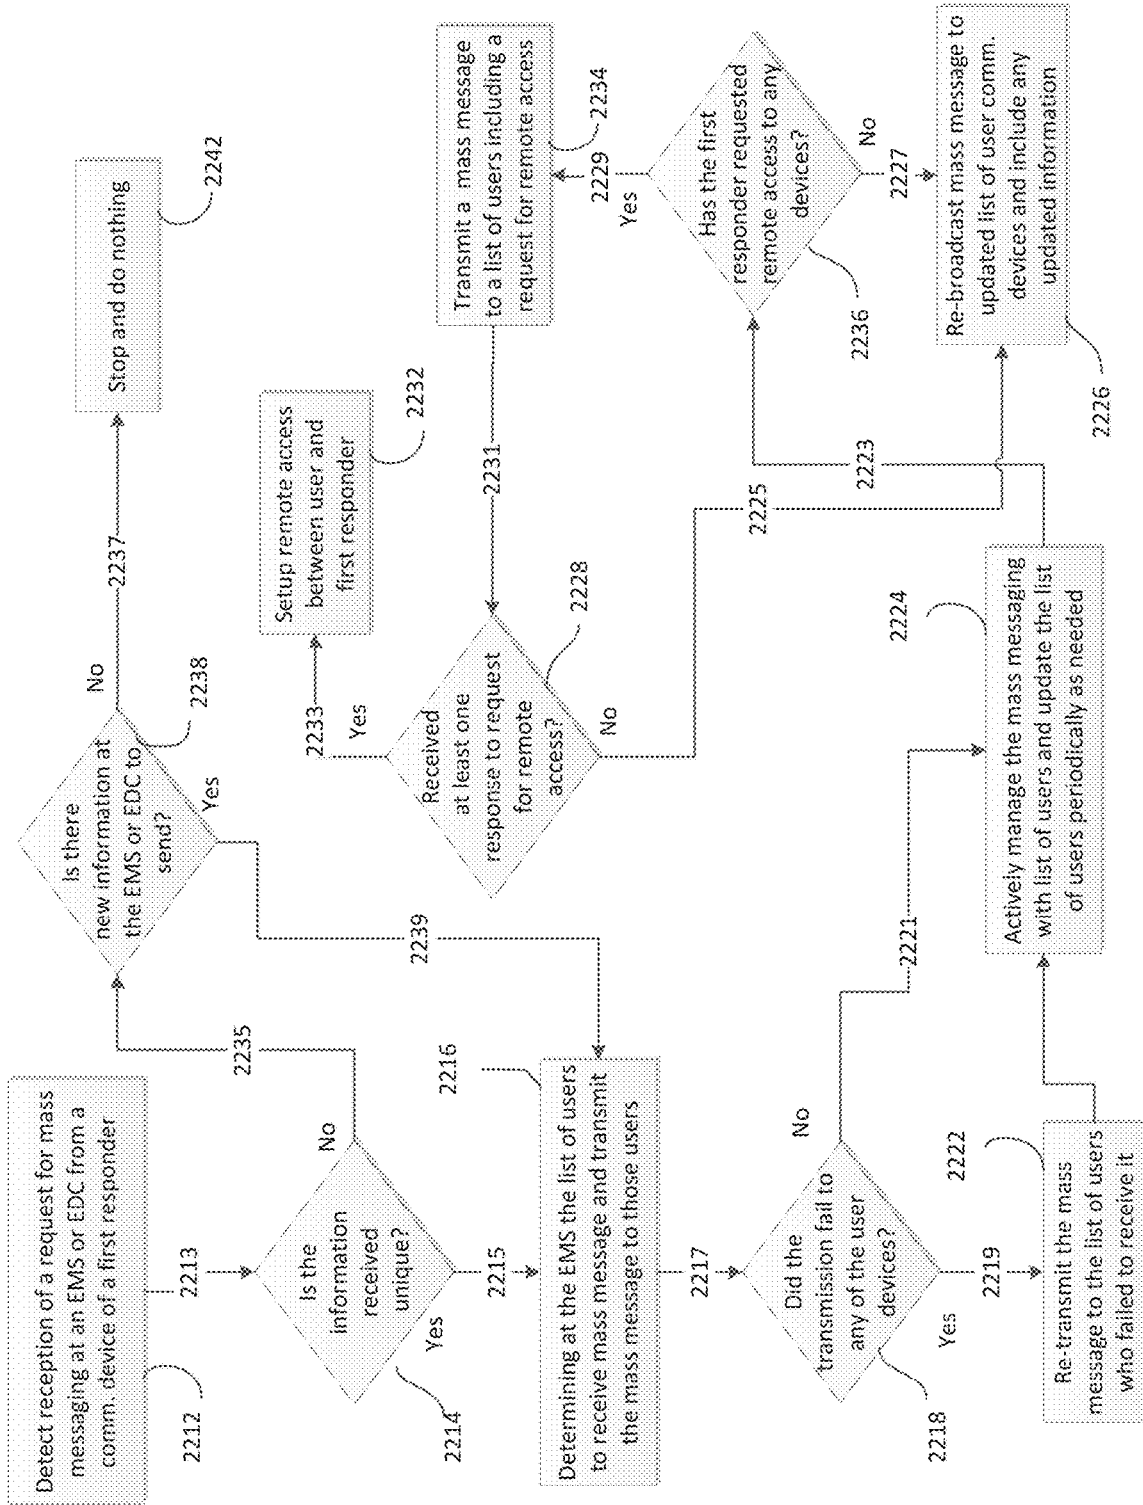 Detect reception of a request for mass
messaging at an EMS or EDC from a
comm. device of a first responder
2212
2213
Is the
information
received
unique?
2214
No
2235
Yes
2215
Is there
new information at
the EMS or EDC to
send?
2238
No
2237
Stop and do nothing
2242
Yes
2239
2216
Determining at the EMS the list of users
to receive mass message and transmit
the mass message to those users
2217
Did the
transmission fail to
any of the user
devices?
2218
Yes
2219
No
2221
2222
Re-transmit the mass
message to the list of users
who failed to receive it
2224
Actively manage the mass messaging
with list of users and update the list
of users periodically as needed
2223
Has the first
responder requested
remote access to any
devices?
2236
Yes
2229
No
2227
Transmit a mass message
to a list of users including a
request for remote access
2234
2231
Received
at least one
response to request
for remote
access?
2228
Yes
2233
Setup remote access
between user and
first responder
2232
No
2225
Re-broadcast mass message to
updated list of user comm.
devices and include any
updated information
2226